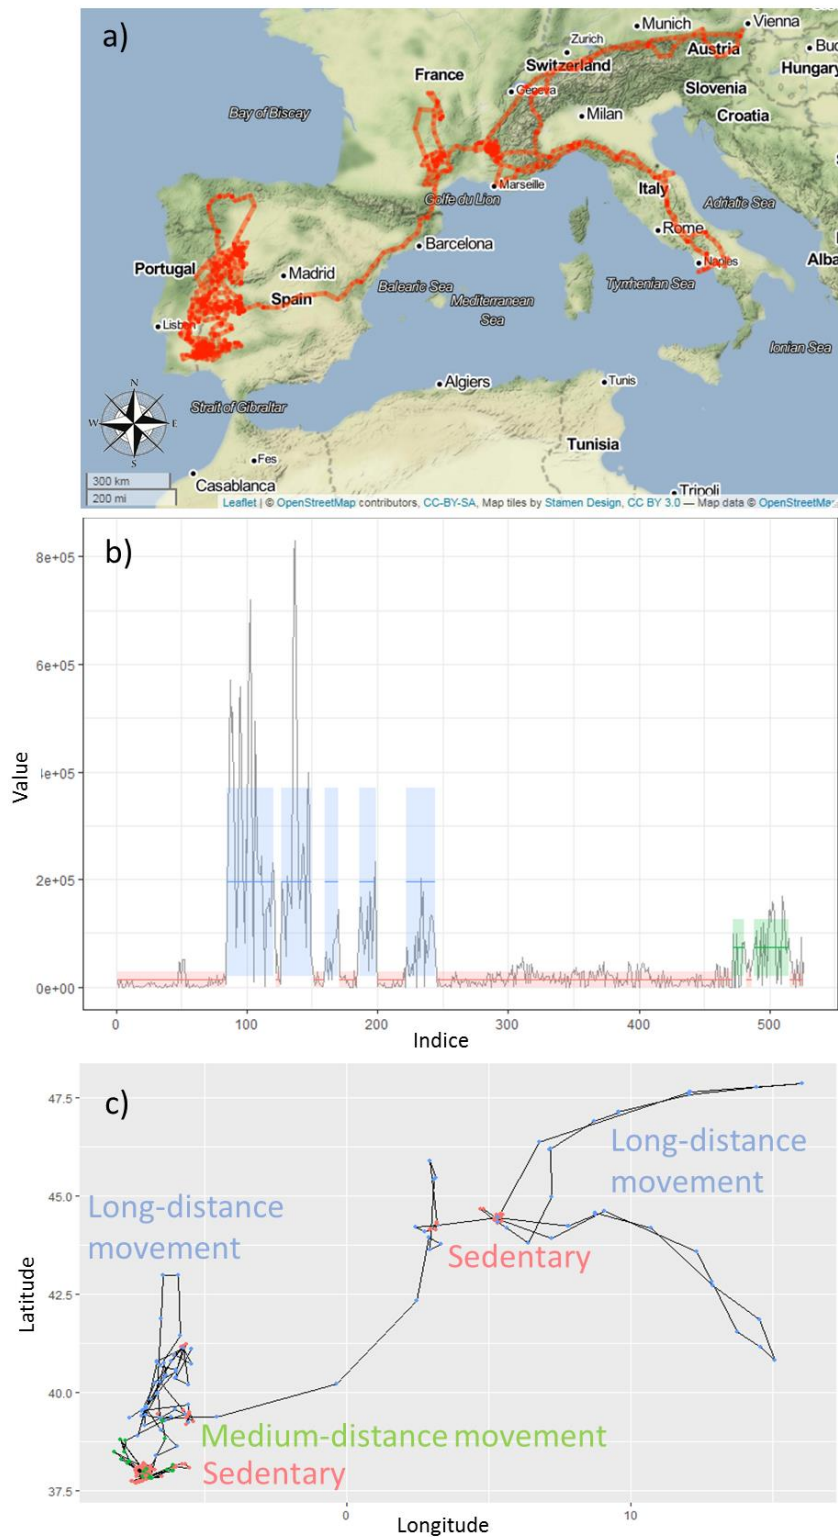 a)
Munich
Vienna
Zurich
Austria
Switzerland
Hungary
France
Geneva
Slovenia
Milan
Croatia
Bay of Biscay
Marseille
Italy
Golfe du Lion
Adriatic Sea
Rome
Barcelona
Portugal
Madrid
Naples
Spain
Balearic Sea
Tyrrhenian Sea
Mediterranean
Sea
Lisbon
Ionian Sea
Algiers
Tunis
Strait of Gibraltar
N
W
E
S
Tunisia
Fes
300 km
Casablanca
200 mi
Tripoli
Leaflet | © OpenStreetMap contributors, CC-BY-SA, Map tiles by Stamen Design, CC BY 3.0 — Map data © OpenStreetMap
b)
8e+05
6e+05
4e+05
2e+05
0e+00
Value
0 100 200 300 400 500
Indice
c)
47.5
45.0
42.5
40.0
37.5
Latitude
Long-distance
movement
Long-distance
movement
Sedentary
Medium-distance movement
Sedentary
0 10
Longitude